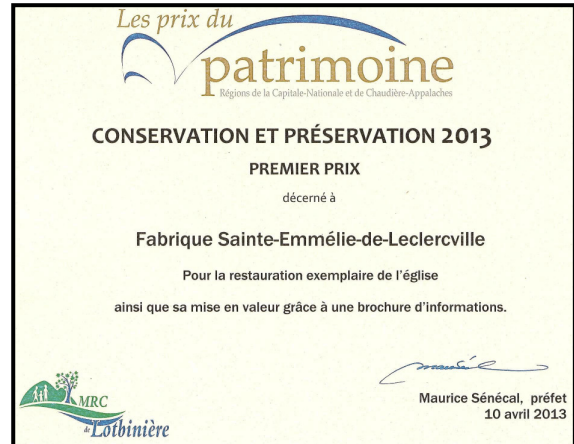 Les prix du
patrimoine
Régions de la Capitale-Nationale et de Chaudière-Appalaches
CONSERVATION ET PRÉSERVATION 2013
PREMIER PRIX
décerné à
Fabrique Sainte-Emmélie-de-Leclercville
Pour la restauration exemplaire de l'église
ainsi que sa mise en valeur grâce à une brochure d'informations.
MRC
de Lotbinière
Maurice Sénécal, préfet
10 avril 2013